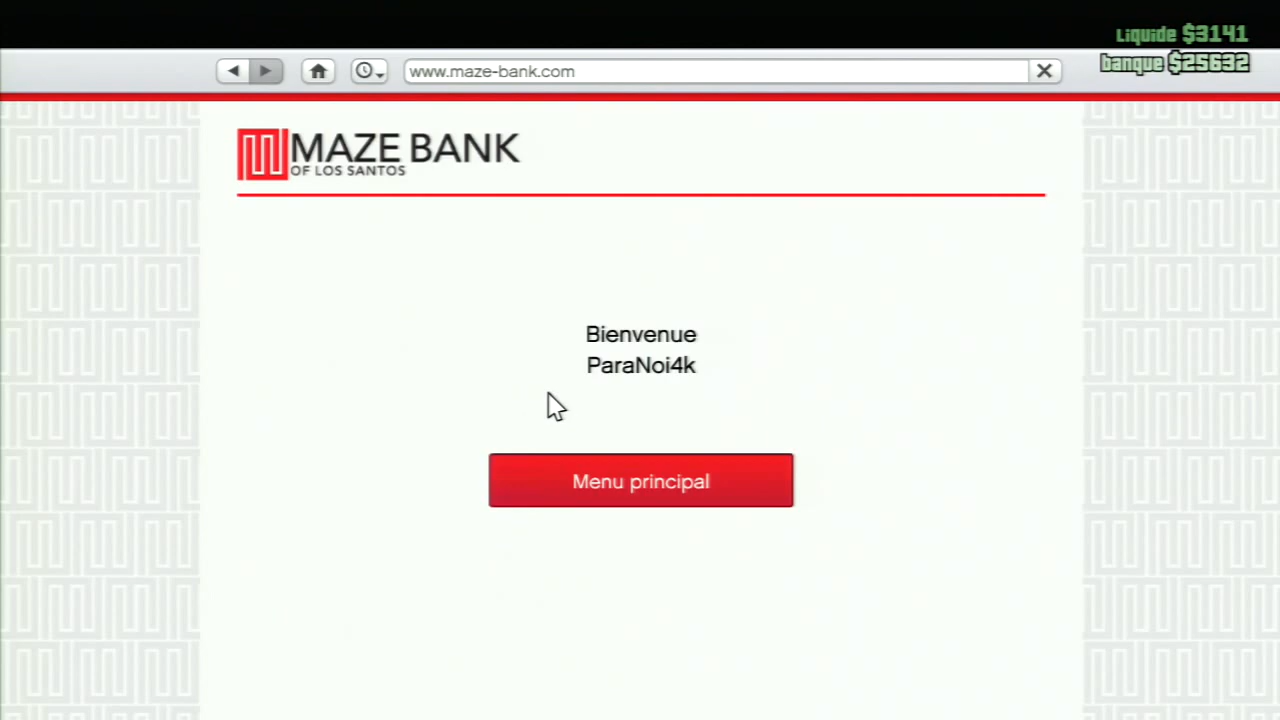 Liquide $3141
banque $25632
www.maze-bank.com
MAZE BANK
OF LOS SANTOS
Bienvenue
ParaNoi4k
Menu principal